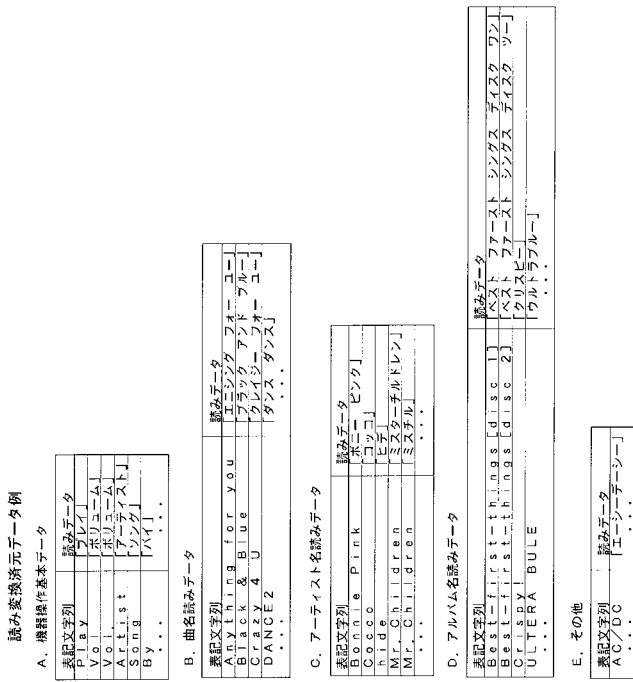 読み変換済元データ例
A．機器操作基本データ
表記文字列 読みデータ
Play 「プレイ」
Vol 「ボリューム」
Vol. 「ボリューム」
Artist 「アーティスト」
Song 「ソング」
By 「バイ」
・・・ ・・・
B．曲名読みデータ
表記文字列 読みデータ
Anything for you 「エニシング フォー ユー」
Black & Blue 「ブラック アンド ブルー」
Crazy 4 U 「クレイジー フォー ユー」
DANCE2 「ダンス ダンス」
・・・ ・・・
C．アーティスト名読みデータ
表記文字列 読みデータ
Bonnie Pink 「ボニー ピンク」
Cocco 「コッコ」
hide 「ヒデ」
Mr. Children 「ミスターチルドレン」
Mr. Children 「ミスチル」
・・・ ・・・
D．アルバム名読みデータ
表記文字列 読みデータ
Best-first-things[disc 1] 「ベスト ファースト シングス ディスク ワン」
Best-first-things[disc 2] 「ベスト ファースト シングス ディスク ツー」
Crispy! 「クリスピー」
ULTERA BULE 「ウルトラブルー」
・・・ ・・・
E．その他
表記文字列 読みデータ
AC/DC 「エーシーデーシー」
・・・ ・・・